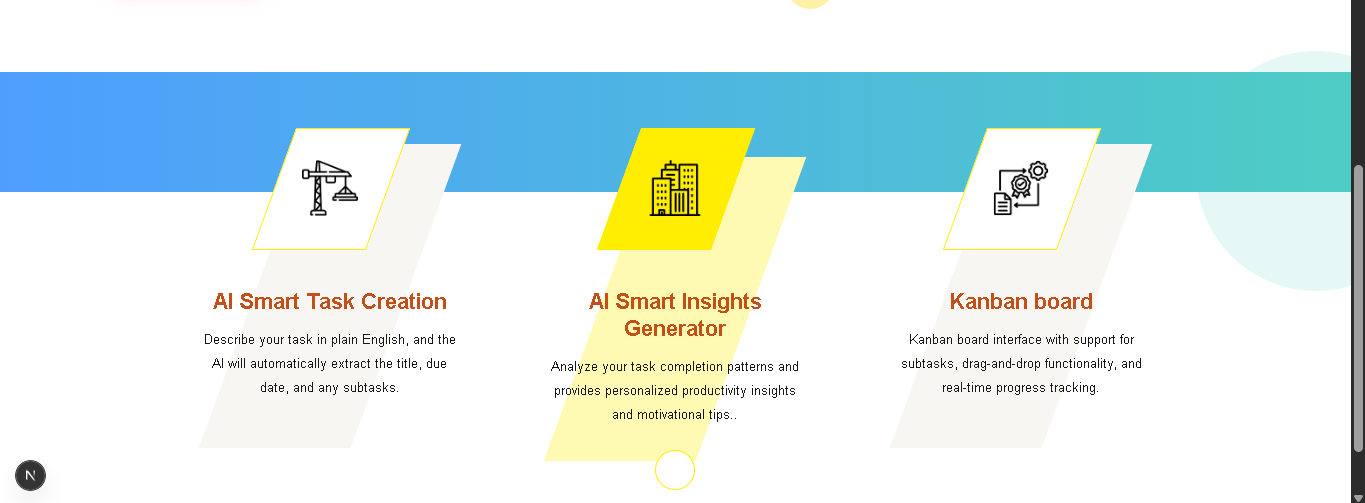 AI Smart Task Creation
Describe your task in plain English, and the
AI will automatically extract the title, due
date, and any subtasks.
AI Smart Insights
Generator
Analyze your task completion patterns and
provides personalized productivity insights
and motivational tips..
Kanban board
Kanban board interface with support for
subtasks, drag-and-drop functionality, and
real-time progress tracking.
N